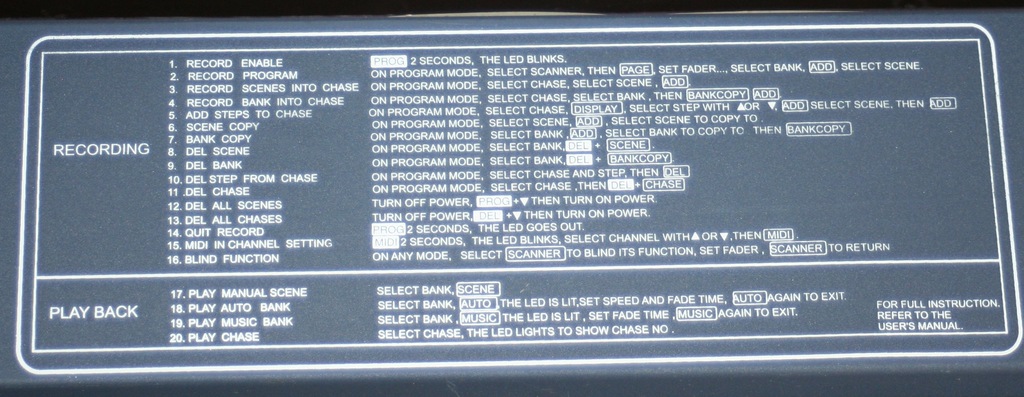 RECORDING
1. RECORD ENABLE PROG 2 SECONDS, THE LED BLINKS.
2. RECORD PROGRAM ON PROGRAM MODE, SELECT SCANNER, THEN PAGE, SET FADER..., SELECT BANK, ADD, SELECT SCENE.
3. RECORD SCENES INTO CHASE ON PROGRAM MODE, SELECT CHASE, SELECT SCENE, ADD.
4. RECORD BANK INTO CHASE ON PROGRAM MODE, SELECT CHASE, SELECT BANK, THEN BANKCOPY ADD.
5. ADD STEPS TO CHASE ON PROGRAM MODE, SELECT CHASE, DISPLAY, SELECT STEP WITH ▲OR ▼, ADD SELECT SCENE, THEN ADD
6. SCENE COPY ON PROGRAM MODE, SELECT SCENE, ADD, SELECT SCENE TO COPY TO.
7. BANK COPY ON PROGRAM MODE, SELECT BANK, ADD, SELECT BANK TO COPY TO THEN BANKCOPY
8. DEL SCENE ON PROGRAM MODE, SELECT BANK, DEL + SCENE.
9. DEL BANK ON PROGRAM MODE, SELECT BANK, DEL + BANKCOPY.
10. DEL STEP FROM CHASE ON PROGRAM MODE, SELECT CHASE AND STEP, THEN DEL
11. DEL CHASE ON PROGRAM MODE, SELECT CHASE, THEN DEL + CHASE
12. DEL ALL SCENES TURN OFF POWER, PROG +▼ THEN TURN ON POWER.
13. DEL ALL CHASES TURN OFF POWER, DEL +▼ THEN TURN ON POWER.
14. QUIT RECORD PROG 2 SECONDS, THE LED GOES OUT.
15. MIDI IN CHANNEL SETTING MIDI 2 SECONDS, THE LED BLINKS, SELECT CHANNEL WITH ▲ OR ▼, THEN MIDI.
16. BLIND FUNCTION ON ANY MODE, SELECT SCANNER TO BLIND ITS FUNCTION, SET FADER, SCANNER TO RETURN
PLAY BACK
17. PLAY MANUAL SCENE SELECT BANK, SCENE
18. PLAY AUTO BANK SELECT BANK, AUTO, THE LED IS LIT,SET SPEED AND FADE TIME, AUTO AGAIN TO EXIT.
19. PLAY MUSIC BANK SELECT BANK, MUSIC THE LED IS LIT, SET FADE TIME, MUSIC AGAIN TO EXIT.
20. PLAY CHASE SELECT CHASE, THE LED LIGHTS TO SHOW CHASE NO.
FOR FULL INSTRUCTION.
REFER TO THE
USER'S MANUAL.